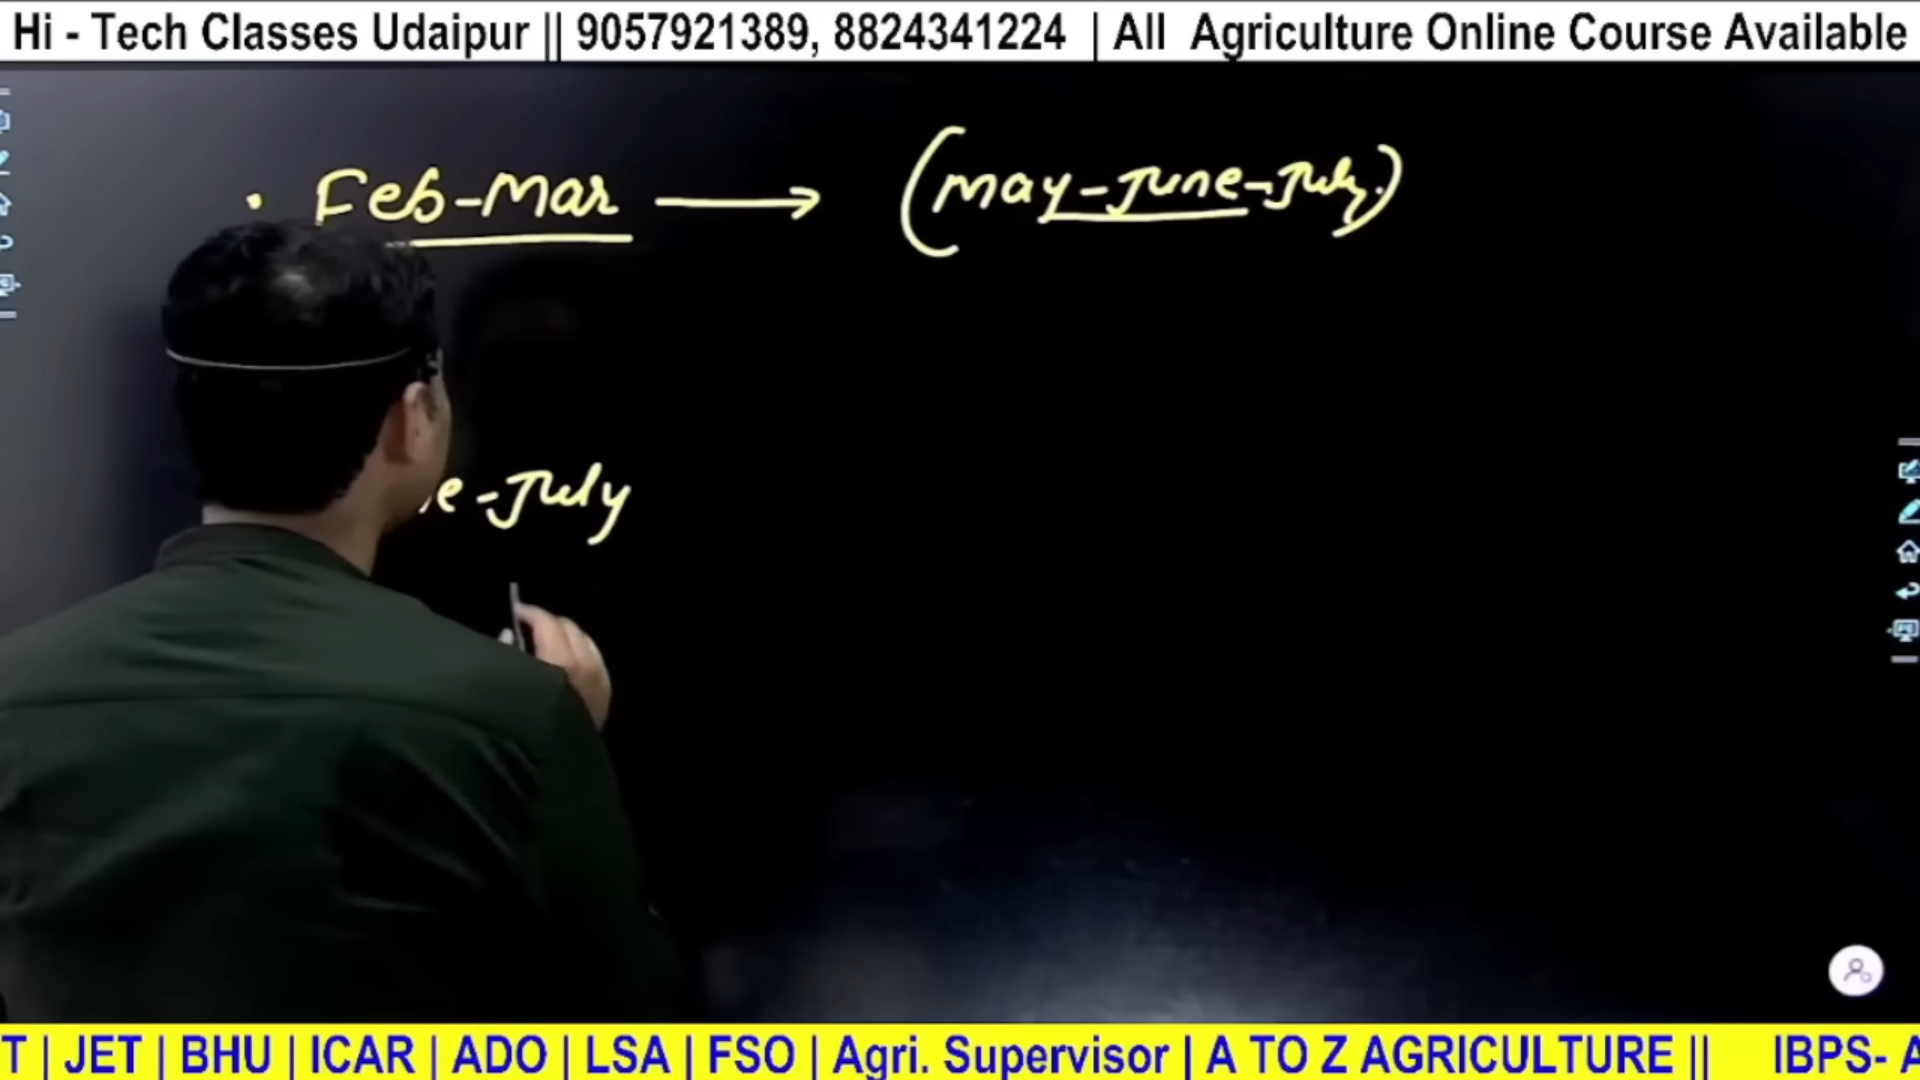 Hi - Tech Classes Udaipur || 9057921389, 8824341224 | All Agriculture Online Course Available
• Feb-Mar → (May-June-July)
e-July
T | JET | BHU | ICAR | ADO | LSA | FSO | Agri. Supervisor | A TO Z AGRICULTURE || IBPS- A